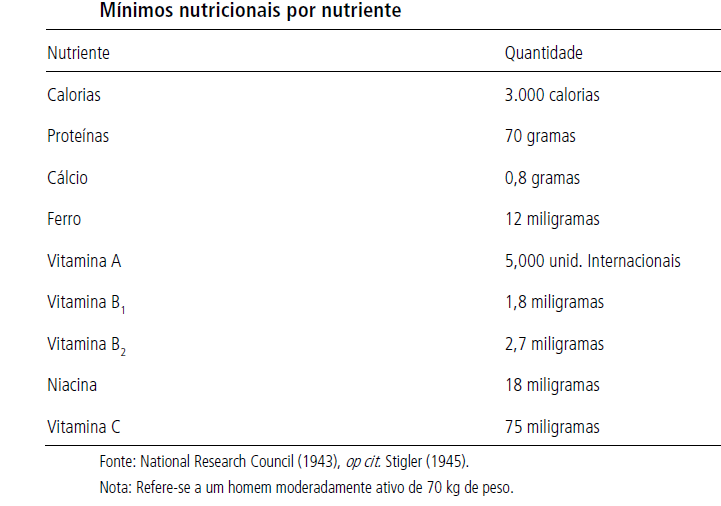 Mínimos nutricionais por nutriente
Nutriente Quantidade
Calorias 3.000 calorias
Proteínas 70 gramas
Cálcio 0,8 gramas
Ferro 12 miligramas
Vitamina A 5,000 unid. Internacionais
Vitamina B1 1,8 miligramas
Vitamina B2 2,7 miligramas
Niacina 18 miligramas
Vitamina C 75 miligramas
Fonte: National Research Council (1943), op cit. Stigler (1945).
Nota: Refere-se a um homem moderadamente ativo de 70 kg de peso.